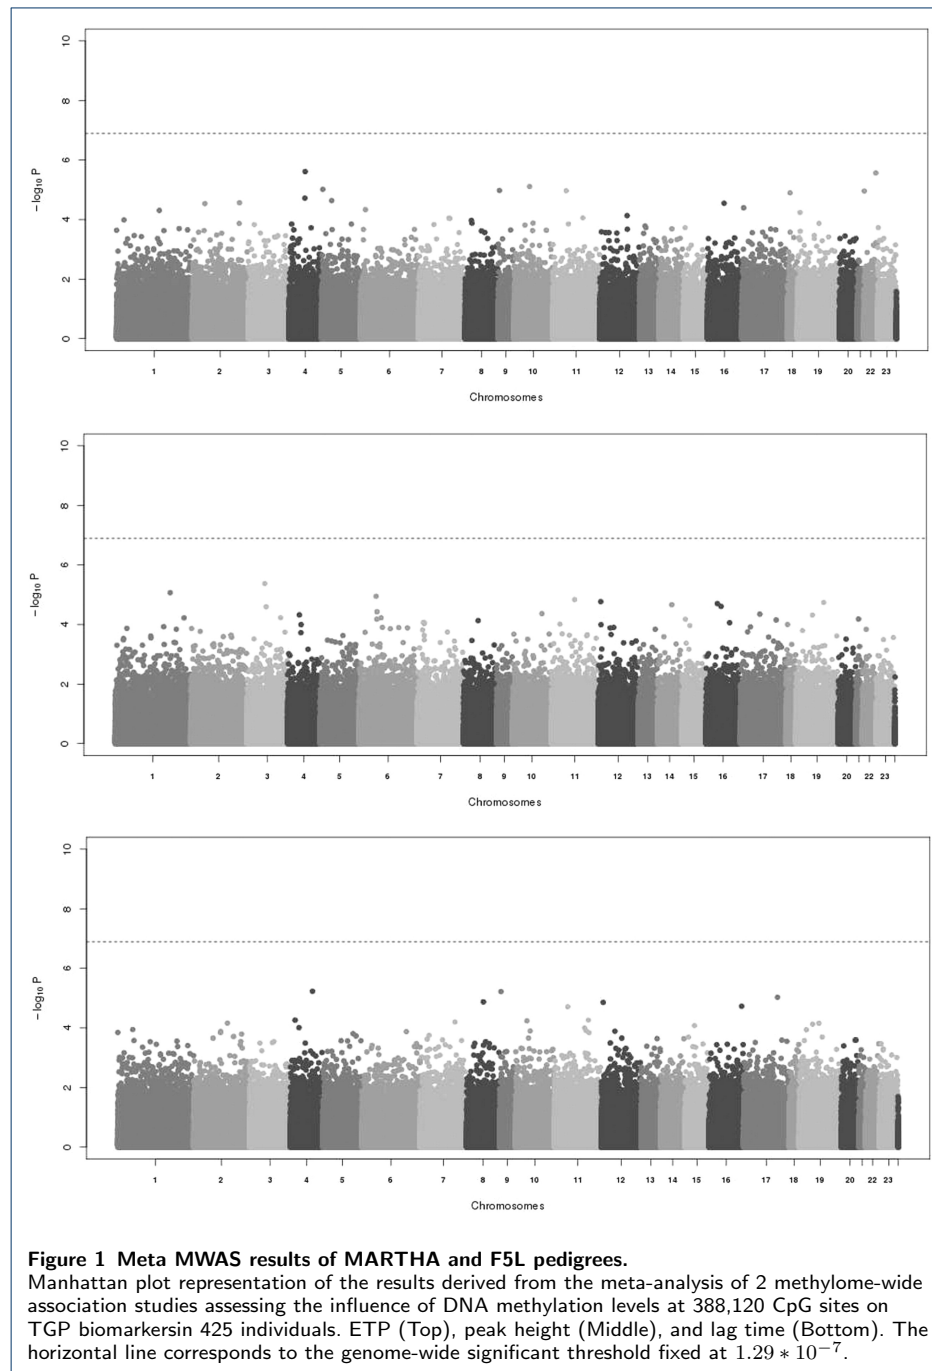 10
8
6
4
2
0
− log10 P
1 2 3 4 5 6 7 8 9 10 11 12 13 14 15 16 17 18 19 20 22 23
Chromosomes
10
8
6
4
2
0
− log10 P
1 2 3 4 5 6 7 8 9 10 11 12 13 14 15 16 17 18 19 20 22 23
Chromosomes
10
8
6
4
2
0
− log10 P
1 2 3 4 5 6 7 8 9 10 11 12 13 14 15 16 17 18 19 20 22 23
Chromosomes
Figure 1 Meta MWAS results of MARTHA and F5L pedigrees.
Manhattan plot representation of the results derived from the meta-analysis of 2 methylome-wide
association studies assessing the influence of DNA methylation levels at 388,120 CpG sites on
TGP biomarkersin 425 individuals. ETP (Top), peak height (Middle), and lag time (Bottom). The
horizontal line corresponds to the genome-wide significant threshold fixed at 1.29 ∗ 10−7.